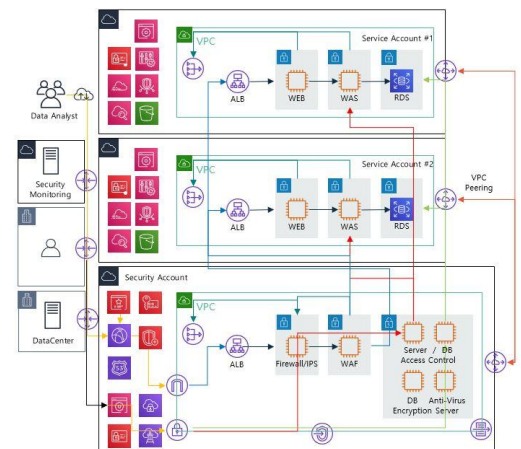 Service Account #1
VPC
ALB
WEB
WAS
RDS
Data Analyst
Security
Monitoring
Service Account #2
VPC
ALB
WEB
WAS
RDS
VPC
Peering
DataCenter
Security Account
VPC
ALB
Firewall/IPS
WAF
Server / DB
Access Control
DB
Encryption
Anti-Virus
Server
53